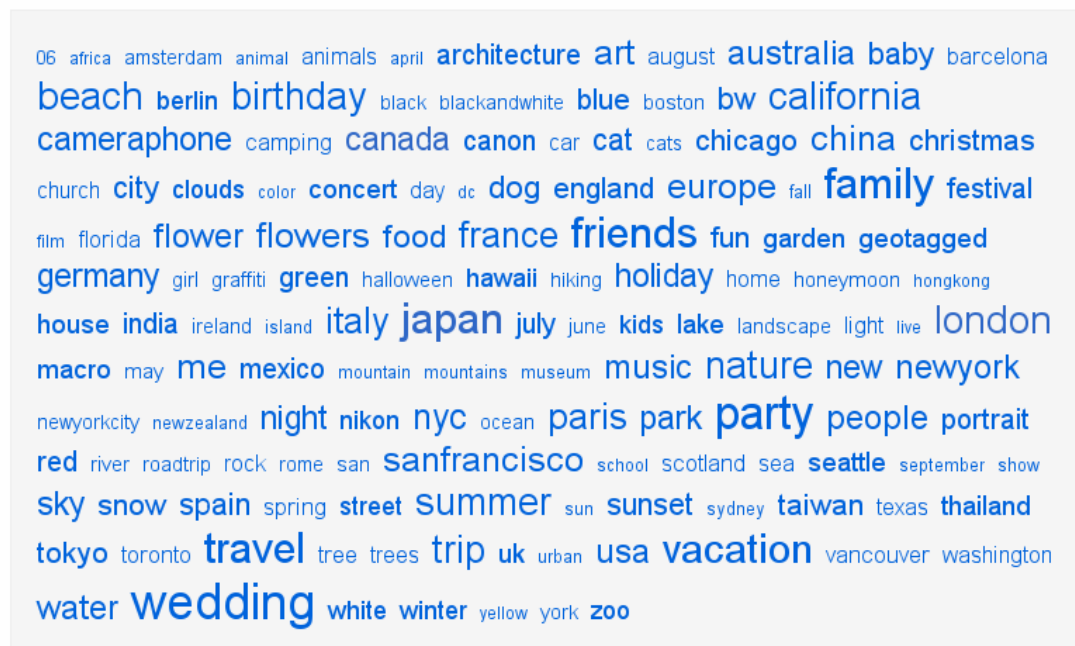 06 africa amsterdam animal animals april architecture art august australia baby barcelona
beach berlin birthday black blackandwhite blue boston bw california
cameraphone camping canada canon car cat cats chicago china christmas
church city clouds color concert day dc dog england europe fall family festival
film florida flower flowers food france friends fun garden geotagged
germany girl graffiti green halloween hawaii hiking holiday home honeymoon hongkong
house india ireland island italy japan july june kids lake landscape light live london
macro may me mexico mountain mountains museum music nature new newyork
newyorkcity newzealand night nikon nyc ocean paris park party people portrait
red river roadtrip rock rome san sanfrancisco school scotland sea seattle september show
sky snow spain spring street summer sun sunset sydney taiwan texas thailand
tokyo toronto travel tree trees trip uk urban usa vacation vancouver washington
water wedding white winter yellow york zoo